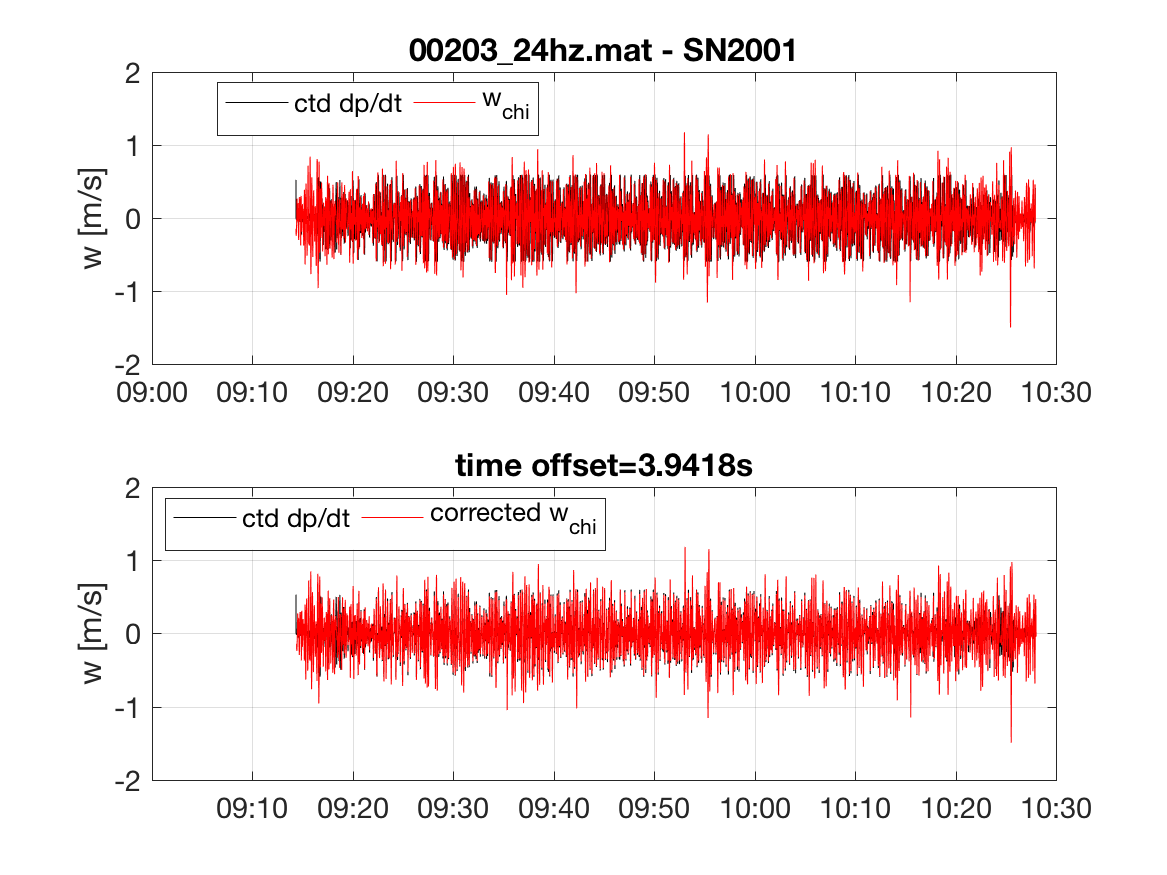 00203_24hz.mat - SN2001
2
ctd dp/dt w_chi
1
w [m/s]
0
-1
-2
09:00 09:10 09:20 09:30 09:40 09:50 10:00 10:10 10:20 10:30
time offset=3.9418s
2
ctd dp/dt corrected w_chi
1
w [m/s]
0
-1
-2
09:10 09:20 09:30 09:40 09:50 10:00 10:10 10:20 10:30